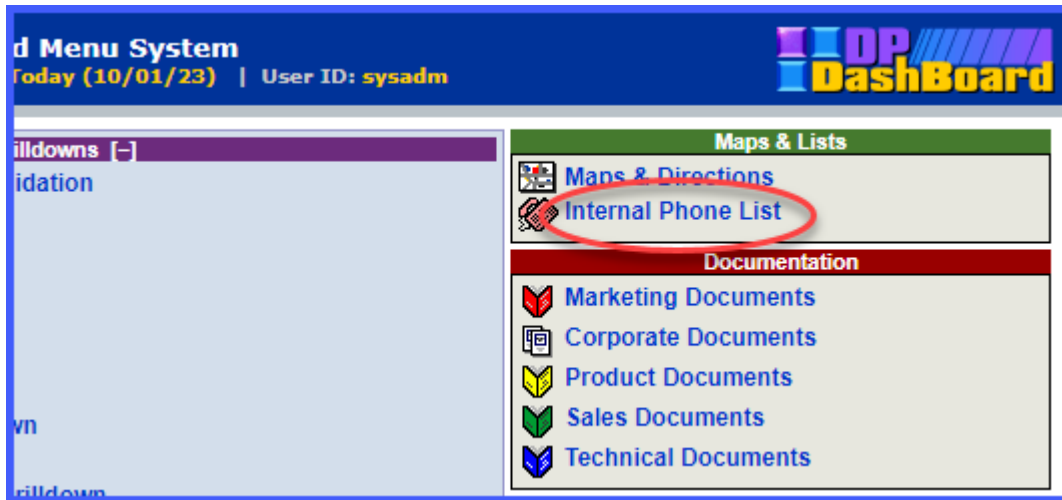 d Menu System
Today (10/01/23) | User ID: sysadm
DP
DashBoard
illdowns [–]
idation
vn
rilldown
Maps & Lists
Maps & Directions
Internal Phone List
Documentation
Marketing Documents
Corporate Documents
Product Documents
Sales Documents
Technical Documents